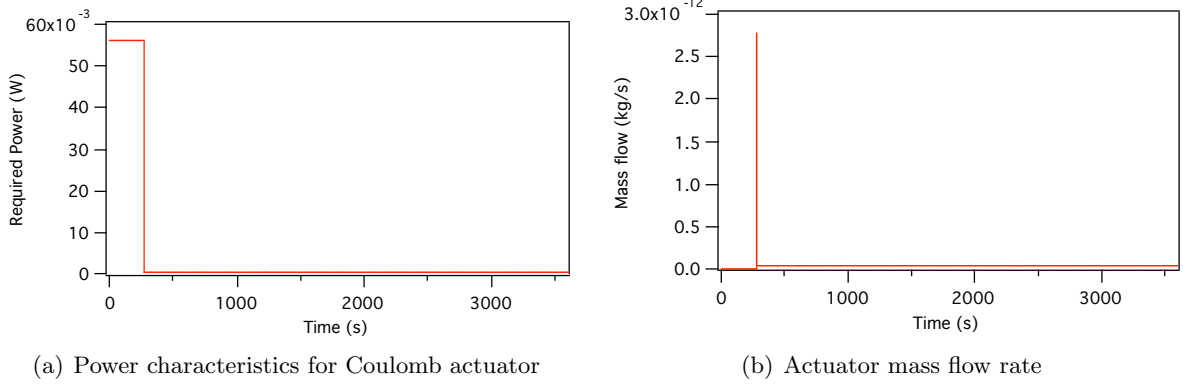 60x10^-3
50
40
30
20
10
0
Required Power (W)
0 1000 2000 3000
Time (s)
(a) Power characteristics for Coulomb actuator
3.0x10^-12
2.5
2.0
1.5
1.0
0.5
0.0
Mass flow (kg/s)
0 1000 2000 3000
Time (s)
(b) Actuator mass flow rate